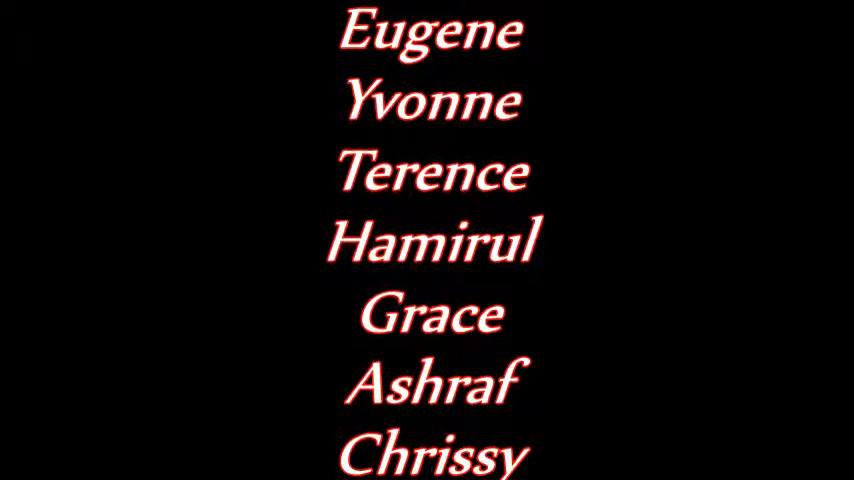 Eugene
Yvonne
Terence
Hamirul
Grace
Ashraf
Chrissy